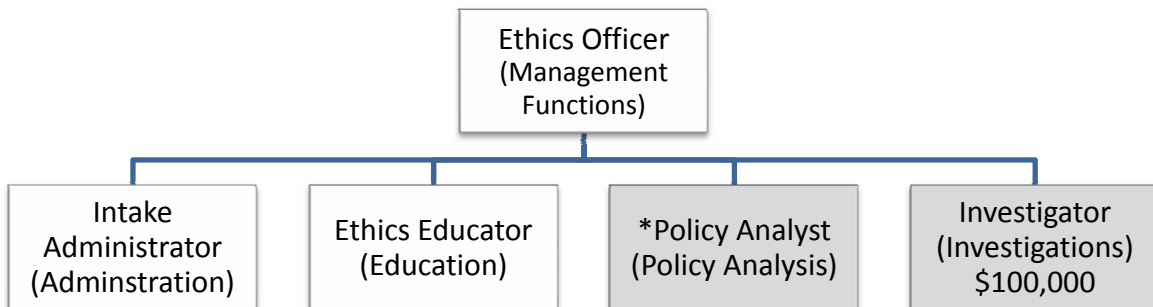 Ethics Officer
(Management
Functions)
Intake
Administrator
(Adminstration)
Ethics Educator
(Education)
*Policy Analyst
(Policy Analysis)
Investigator
(Investigations)
$100,000